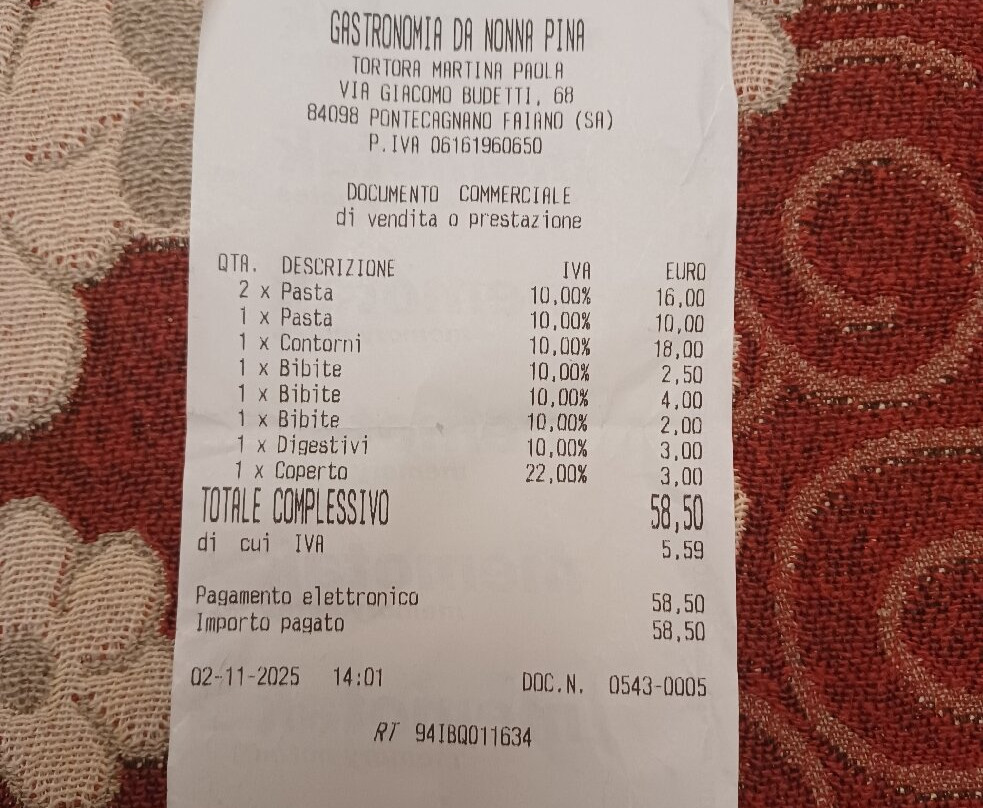 GASTRONOMIA DA NONNA PINA
TORTORA MARTINA PAOLA
VIA GIACOMO BUDETTI, 68
84098 PONTECAGNANO FAIANO (SA)
P.IVA 06161960650
DOCUMENTO COMMERCIALE
di vendita o prestazione
QTA. DESCRIZIONE IVA EURO
2 x Pasta 10,00% 16,00
1 x Pasta 10,00% 10,00
1 x Contorni 10,00% 18,00
1 x Bibite 10,00% 2,50
1 x Bibite 10,00% 4,00
1 x Bibite 10,00% 2,00
1 x Digestivi 10,00% 3,00
1 x Coperto 22,00% 3,00
TOTALE COMPLESSIVO 58,50
di cui IVA 5,59
Pagamento elettronico 58,50
Importo pagato 58,50
02-11-2025 14:01 DOC.N. 0543-0005
RT 94IBQ011634